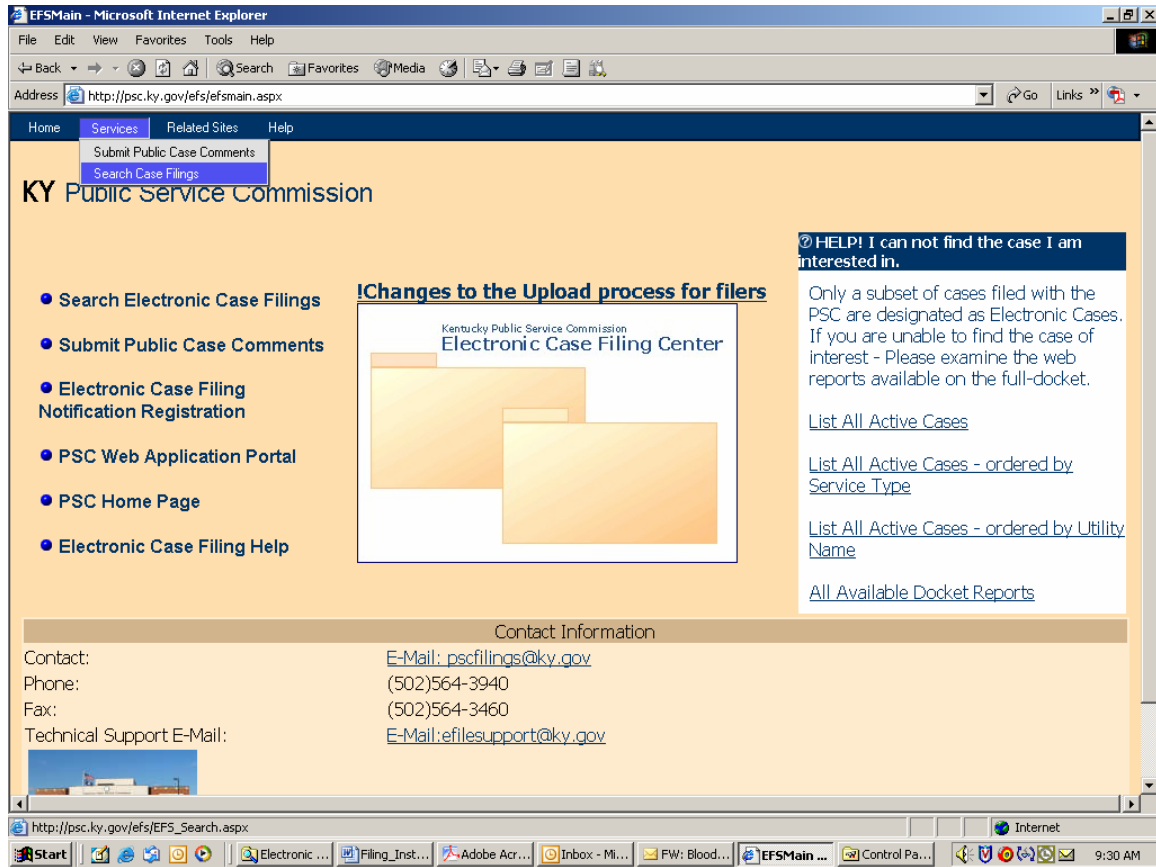 EFSMain - Microsoft Internet Explorer
File Edit View Favorites Tools Help
Back Search Favorites Media
Address http://psc.ky.gov/efs/efsmain.aspx Go Links »
Home Services Related Sites Help
Submit Public Case Comments
Search Case Filings
KY Public Service Commission
Search Electronic Case Filings
Submit Public Case Comments
Electronic Case Filing
Notification Registration
PSC Web Application Portal
PSC Home Page
Electronic Case Filing Help
!Changes to the Upload process for filers
Kentucky Public Service Commission
Electronic Case Filing Center
HELP! I can not find the case I am
interested in.
Only a subset of cases filed with the
PSC are designated as Electronic Cases.
If you are unable to find the case of
interest - Please examine the web
reports available on the full-docket.
List All Active Cases
List All Active Cases - ordered by
Service Type
List All Active Cases - ordered by Utility
Name
All Available Docket Reports
Contact Information
Contact: E-Mail: pscfilings@ky.gov
Phone: (502)564-3940
Fax: (502)564-3460
Technical Support E-Mail: E-Mail:efilesupport@ky.gov
http://psc.ky.gov/efs/EFS_Search.aspx Internet
Start Electronic ... Filing_Inst... Adobe Acr... Inbox - Mi... FW: Blood... EFSMain ... Control Pa... 9:30 AM